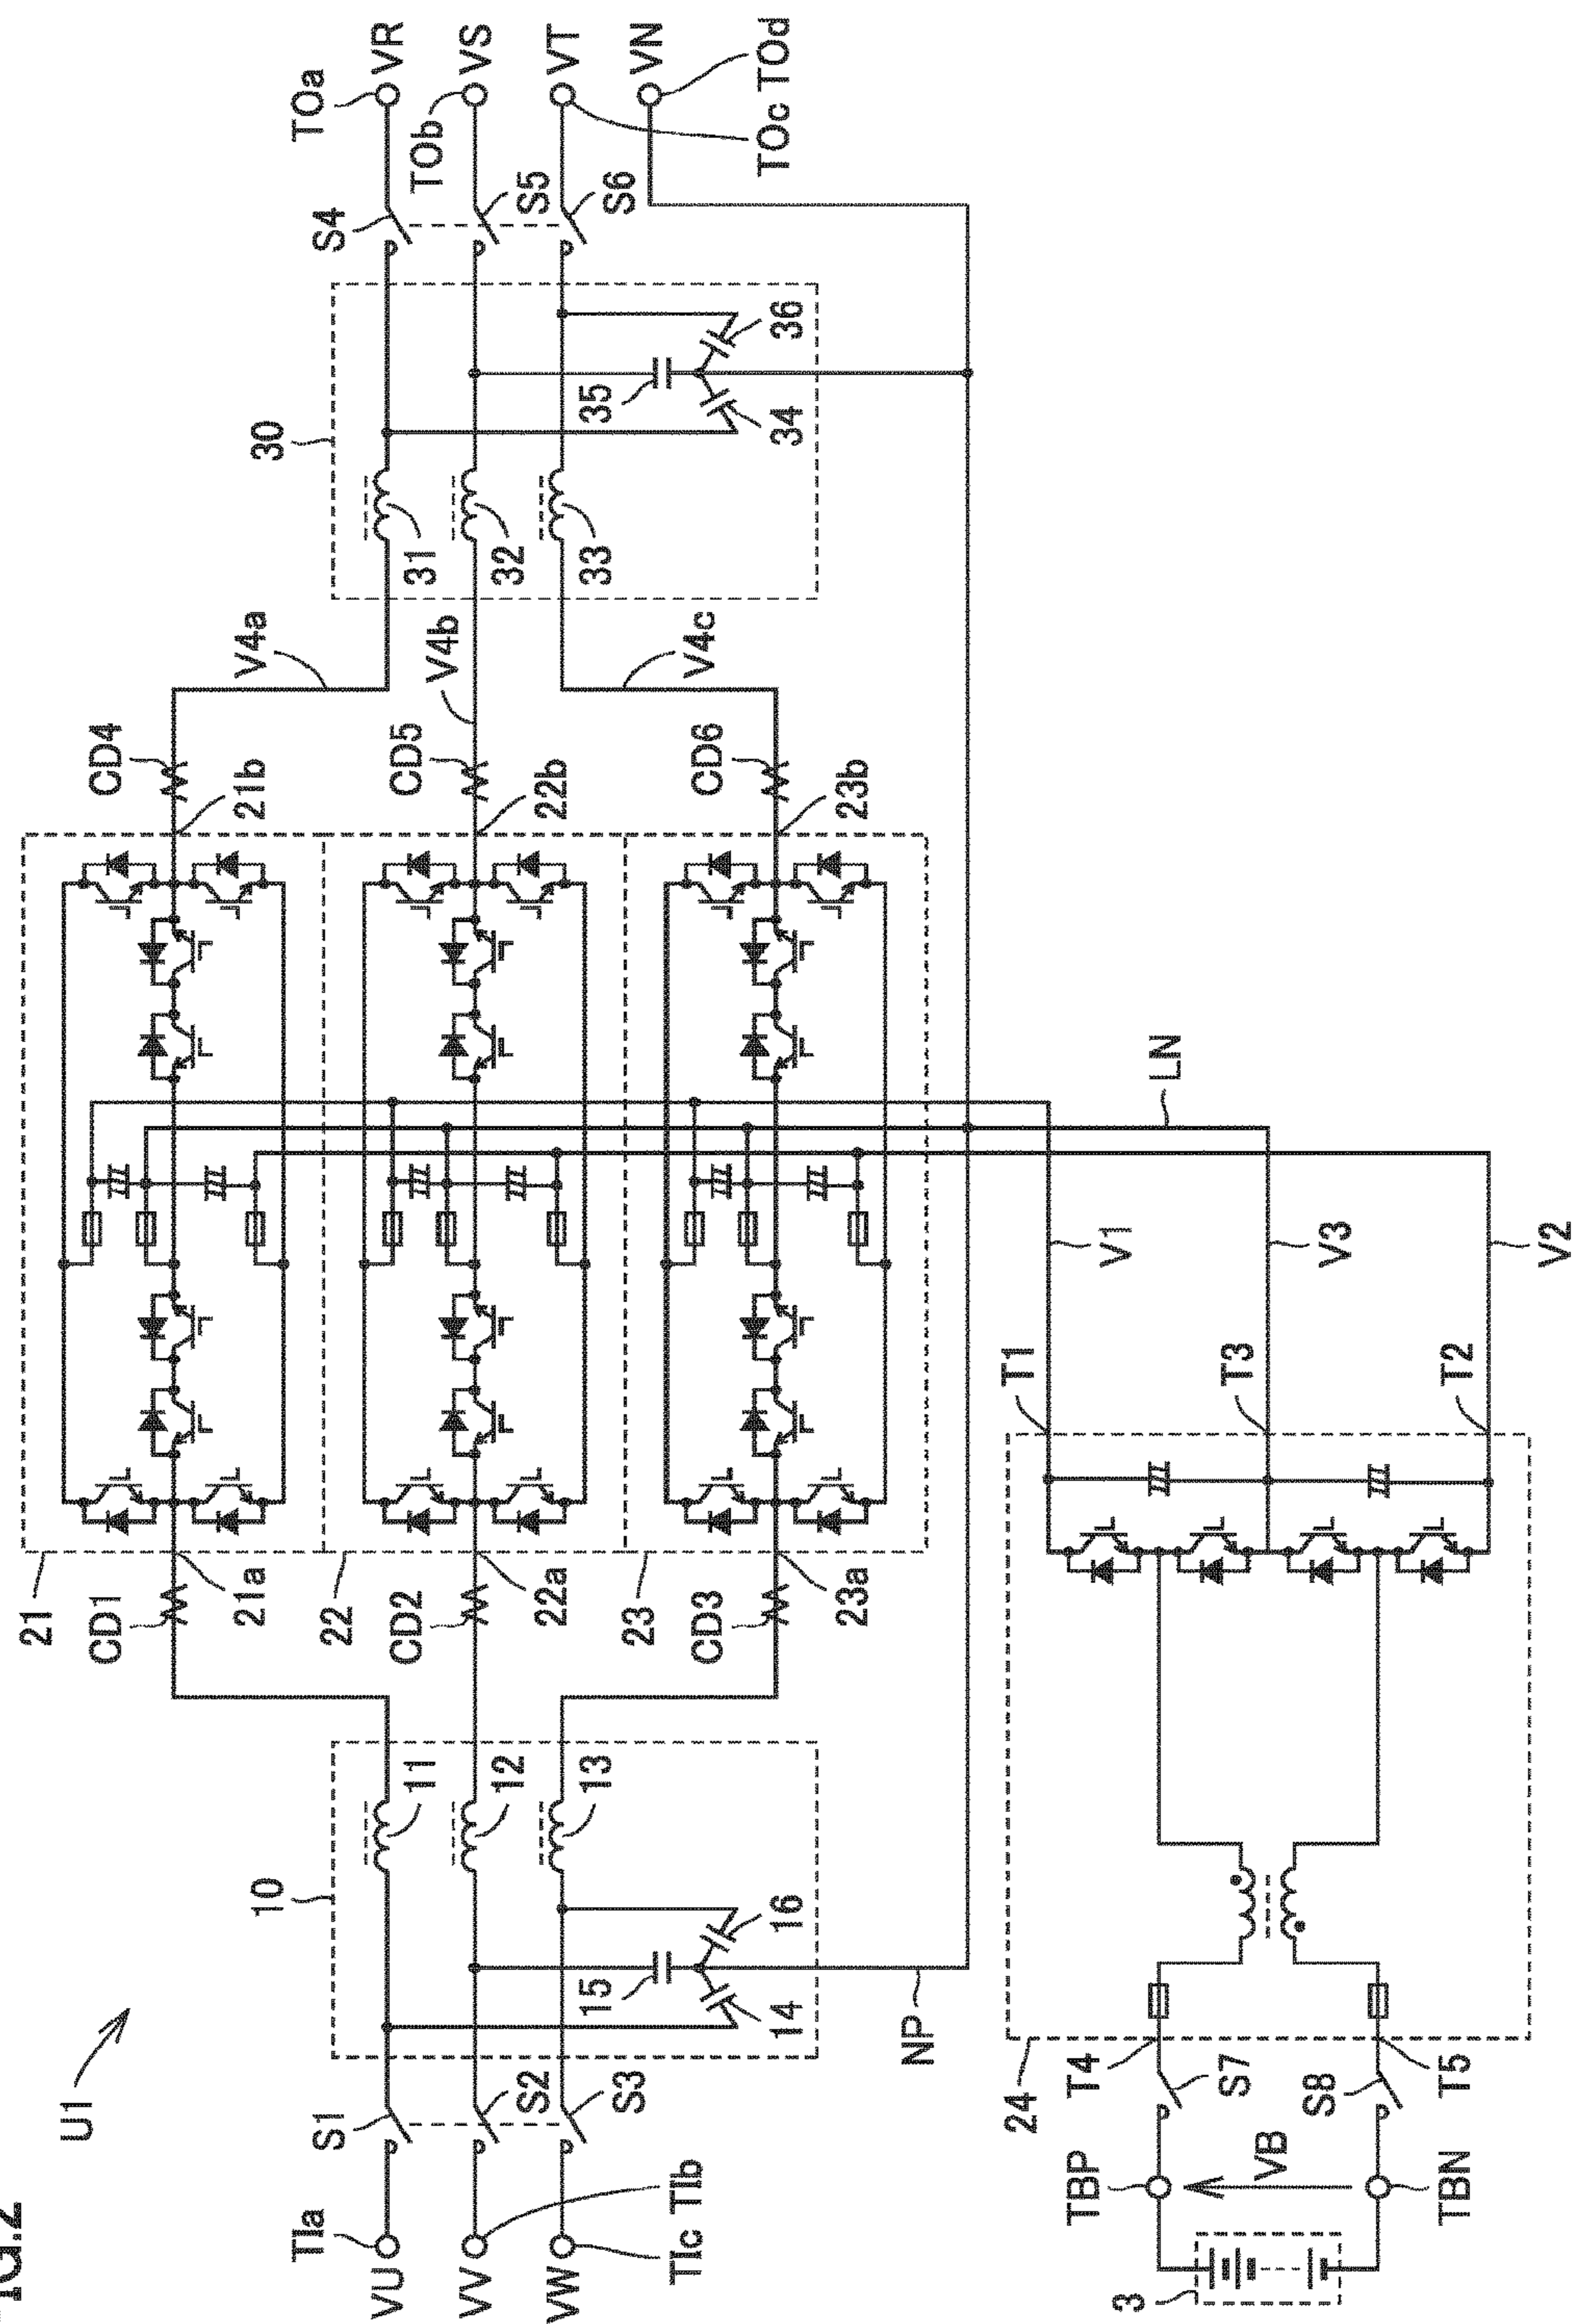 FIG.2
U1
TIa
VU
VV
VW
TIc TIb
S1
S2
S3
10
11
12
13
14
15
16
NP
21
CD1
21a
22
CD2
22a
23
CD3
23a
CD4
21b
CD5
22b
CD6
23b
V4a
V4b
V4c
30
31
32
33
34
35
36
S4
S5
S6
TOa
VR
TOb
VS
VT
VN
TOc TOd
LN
V1
V3
V2
T1
T3
T2
24
T4
S7
S8
T5
TBP
VB
TBN
3